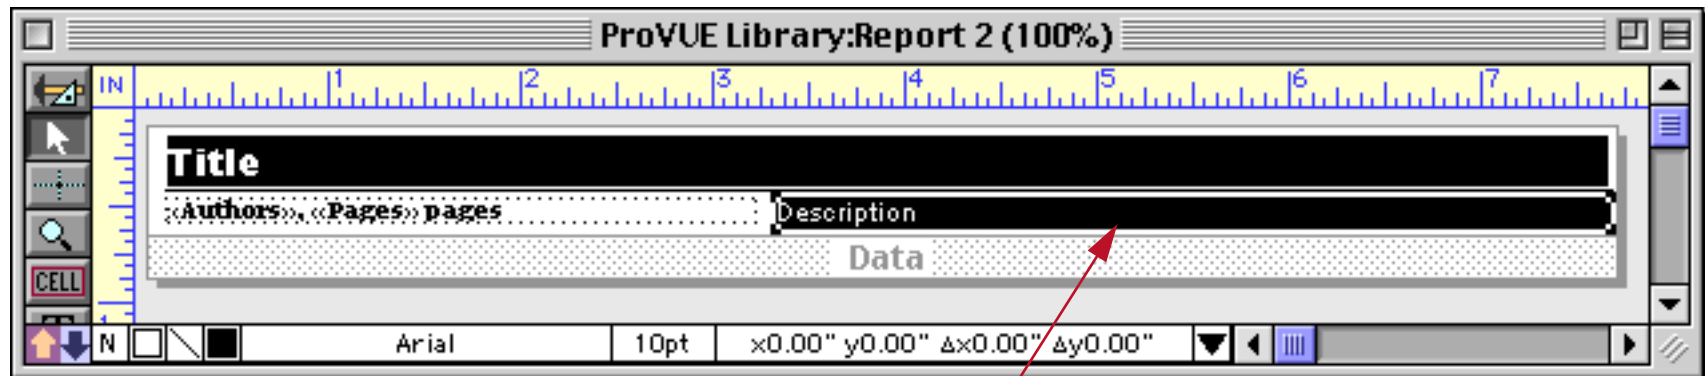 ProVUE Library:Report 2 (100%)
IN 1 2 3 4 5 6 7
Title
«Authors», «Pages» pages Description
Data
CELL
1
N Arial 10pt x0.00" y0.00" Δx0.00" Δy0.00"